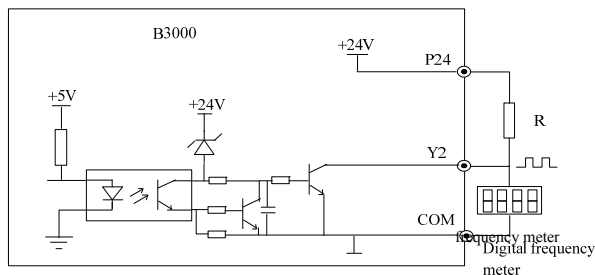 B3000
+24V
P24
+5V
+24V
R
Y2
COM
frequency meter
Digital frequency
meter